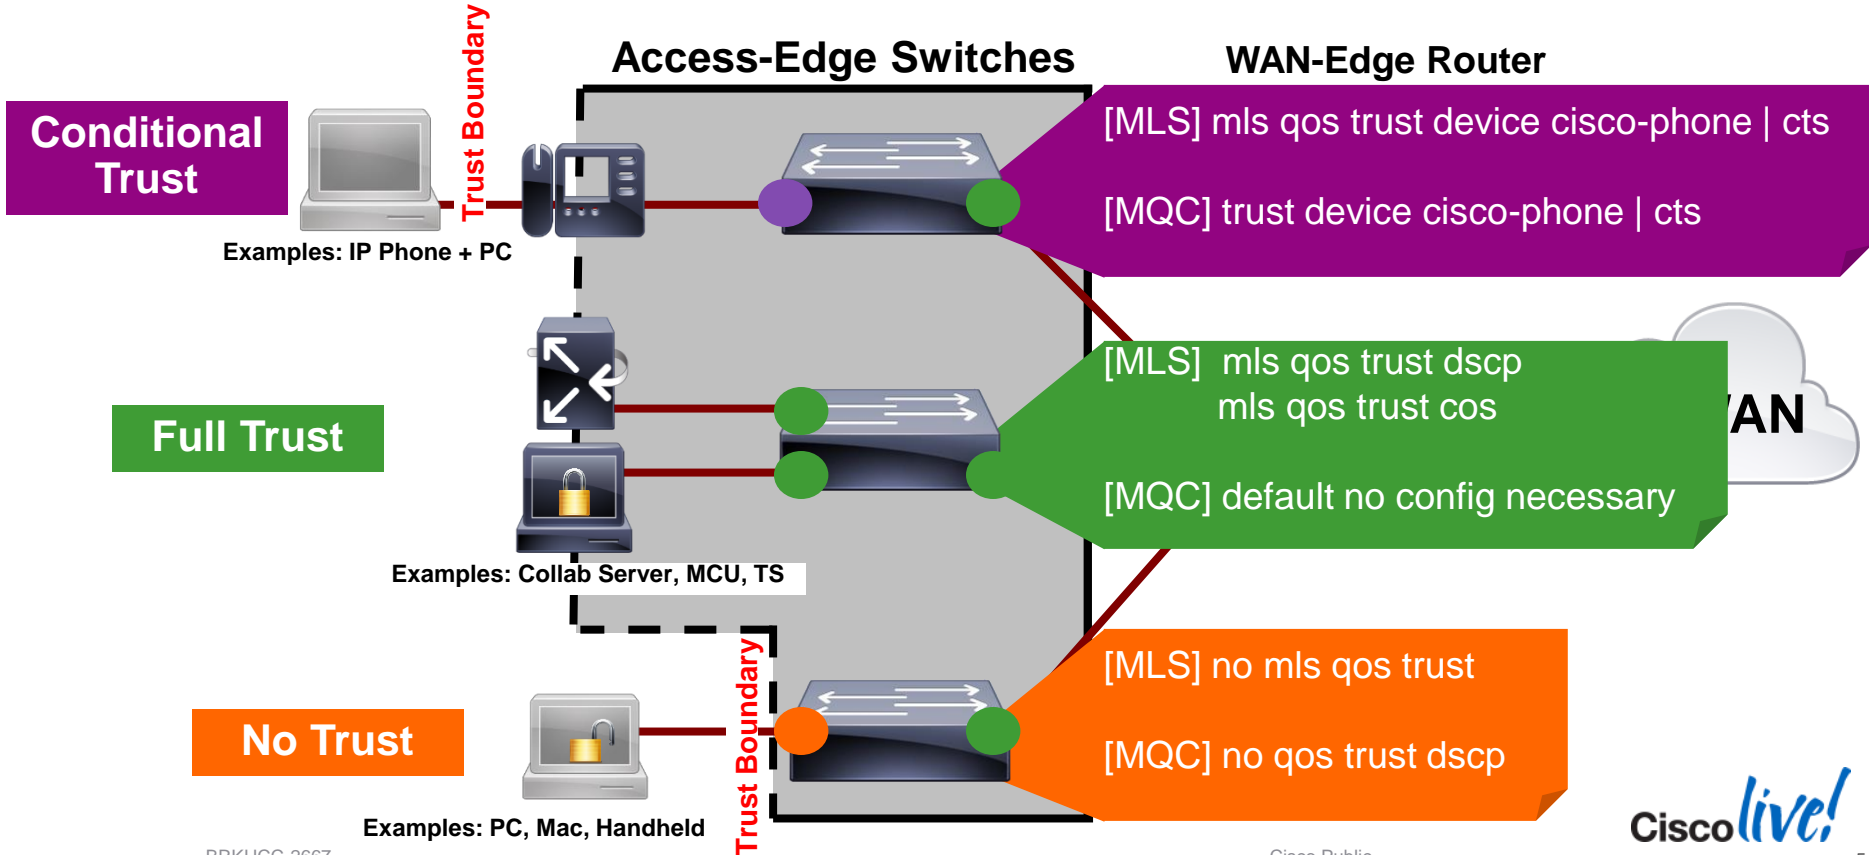 Access-Edge Switches
WAN-Edge Router
Conditional
Trust
Trust Boundary
Examples: IP Phone + PC
[MLS] mls qos trust device cisco-phone | cts
[MQC] trust device cisco-phone | cts
Full Trust
Examples: Collab Server, MCU, TS
[MLS] mls qos trust dscp
mls qos trust cos
[MQC] default no config necessary
AN
No Trust
Trust Boundary
Examples: PC, Mac, Handheld
[MLS] no mls qos trust
[MQC] no qos trust dscp
Cisco live!
Cisco Public